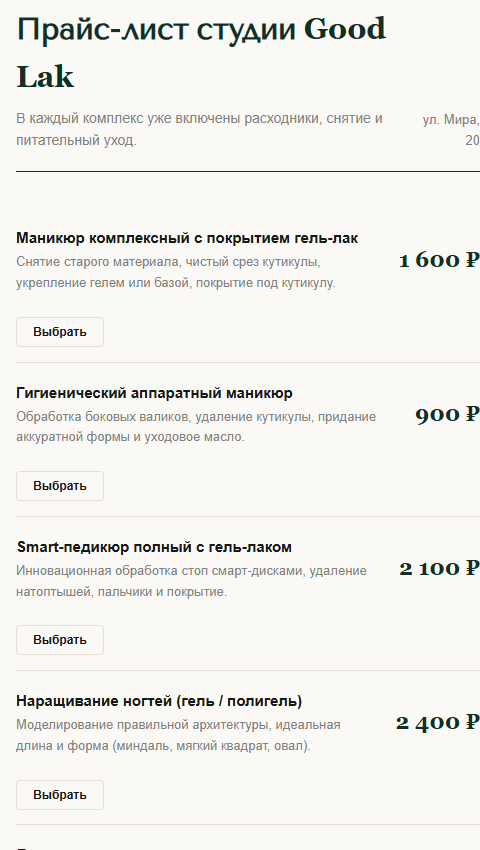 Прайс-лист студии Good
Lak
В каждый комплекс уже включены расходники, снятие и
питательный уход.
ул. Мира,
20
Маникюр комплексный с покрытием гель-лак
Снятие старого материала, чистый срез кутикулы,
укрепление гелем или базой, покрытие под кутикулу.
1 600 ₽
Выбрать
Гигиенический аппаратный маникюр
Обработка боковых валиков, удаление кутикулы, придание
аккуратной формы и уходовое масло.
900 ₽
Выбрать
Smart-педикюр полный с гель-лаком
Инновационная обработка стоп смарт-дисками, удаление
натоптышей, пальчики и покрытие.
2 100 ₽
Выбрать
Наращивание ногтей (гель / полигель)
Моделирование правильной архитектуры, идеальная
длина и форма (миндаль, мягкий квадрат, овал).
2 400 ₽
Выбрать